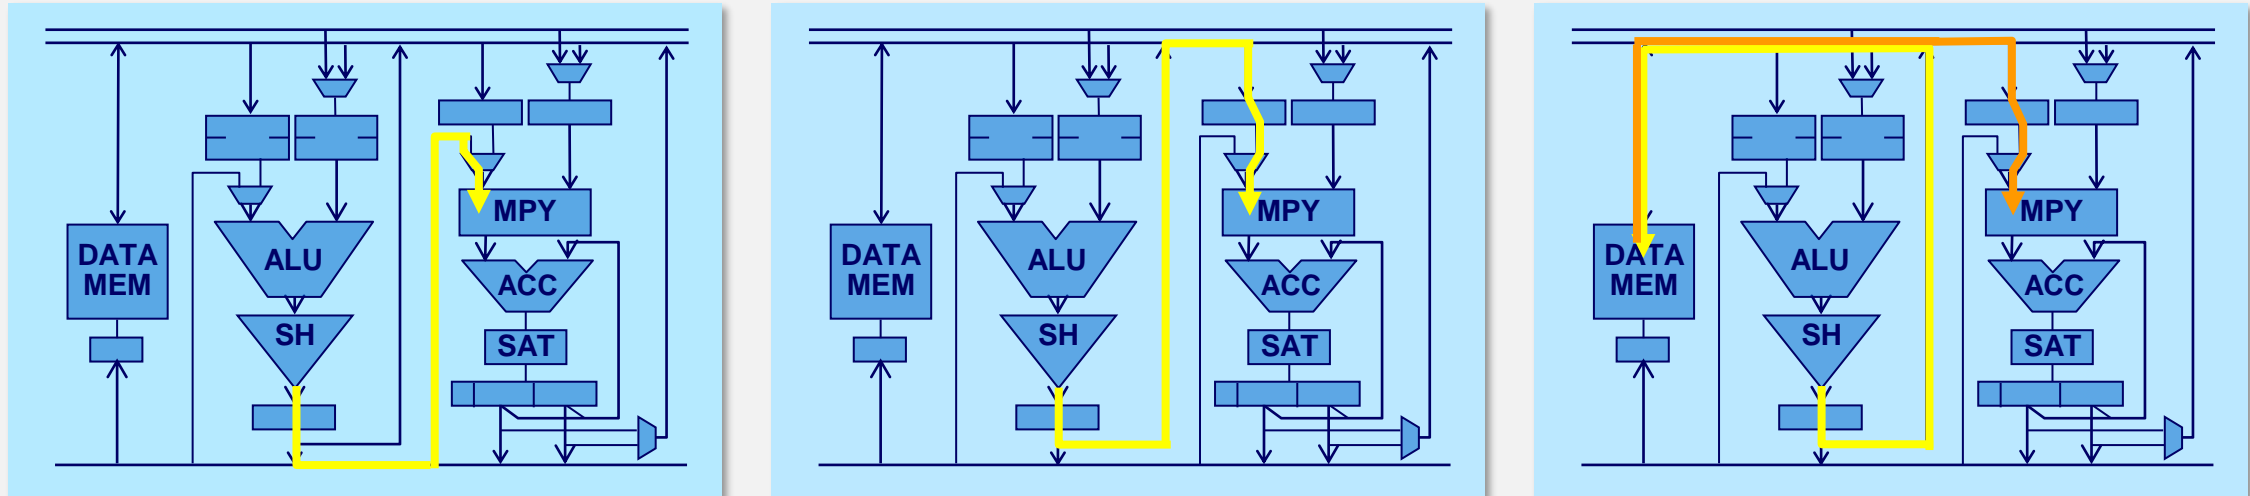 MPY
DATA
MEM
ALU
ACC
SH
SAT
MPY
DATA
MEM
ALU
ACC
SH
SAT
MPY
DATA
MEM
ALU
ACC
SH
SAT